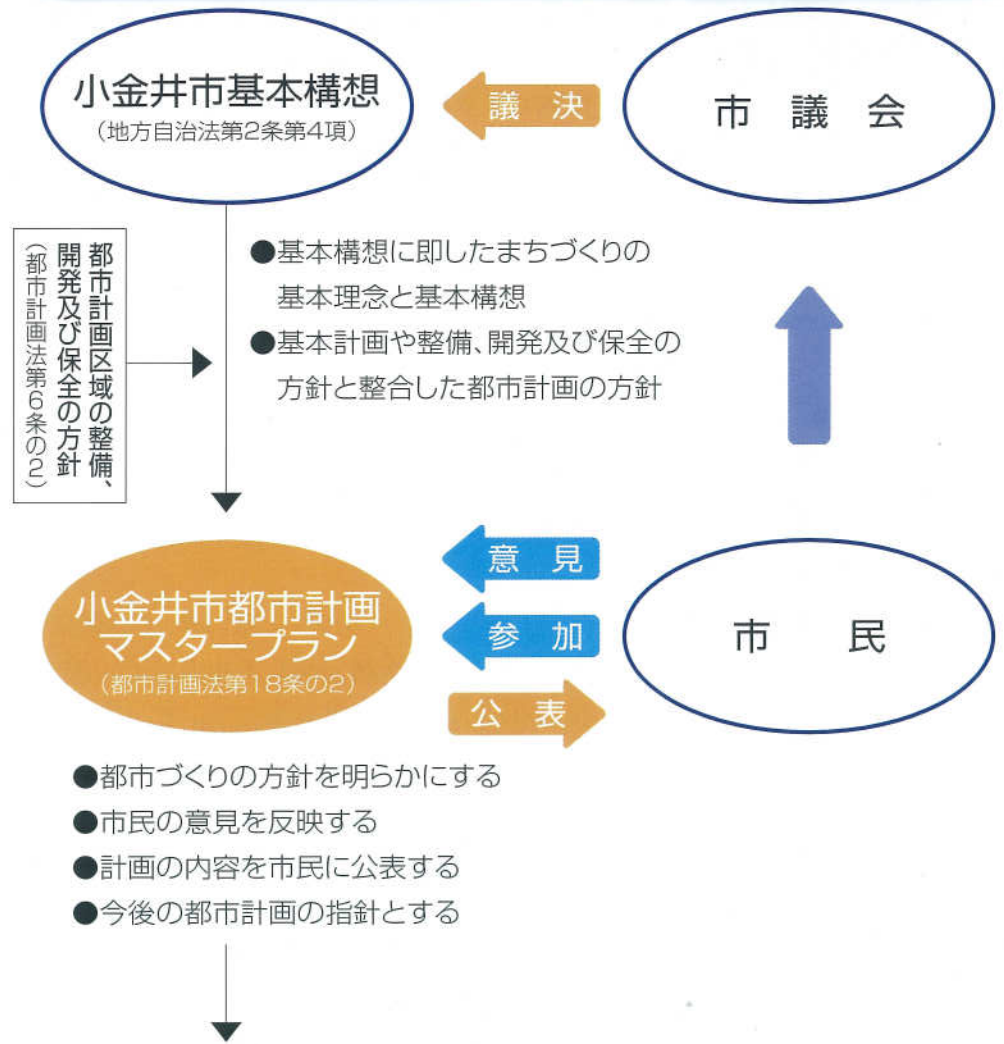 小金井市基本構想
(地方自治法第2条第4項)
議 決
市 議 会
都市計画区域の整備、
開発及び保全の方針
(都市計画法第6条の2)
●基本構想に即したまちづくりの
基本理念と基本構想
●基本計画や整備、開発及び保全の
方針と整合した都市計画の方針
小金井市都市計画
マスタープラン
(都市計画法第18条の2)
意 見
参 加
公 表
市 民
●都市づくりの方針を明らかにする
●市民の意見を反映する
●計画の内容を市民に公表する
●今後の都市計画の指針とする